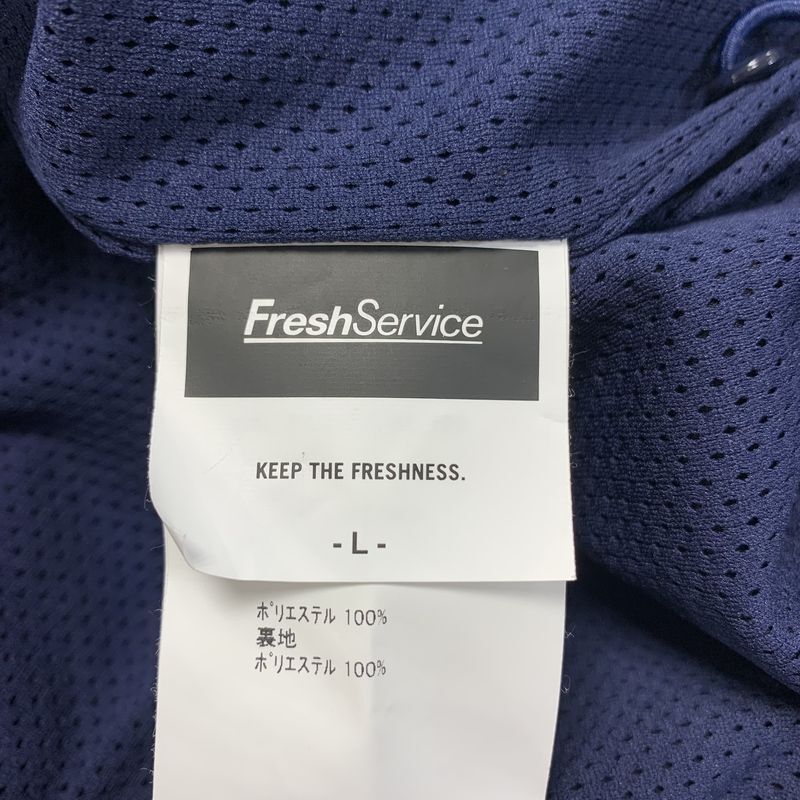 FreshService
KEEP THE FRESHNESS.
- L -
ﾎﾟﾘｴｽﾃﾙ 100%
裏地
ﾎﾟﾘｴｽﾃﾙ 100%